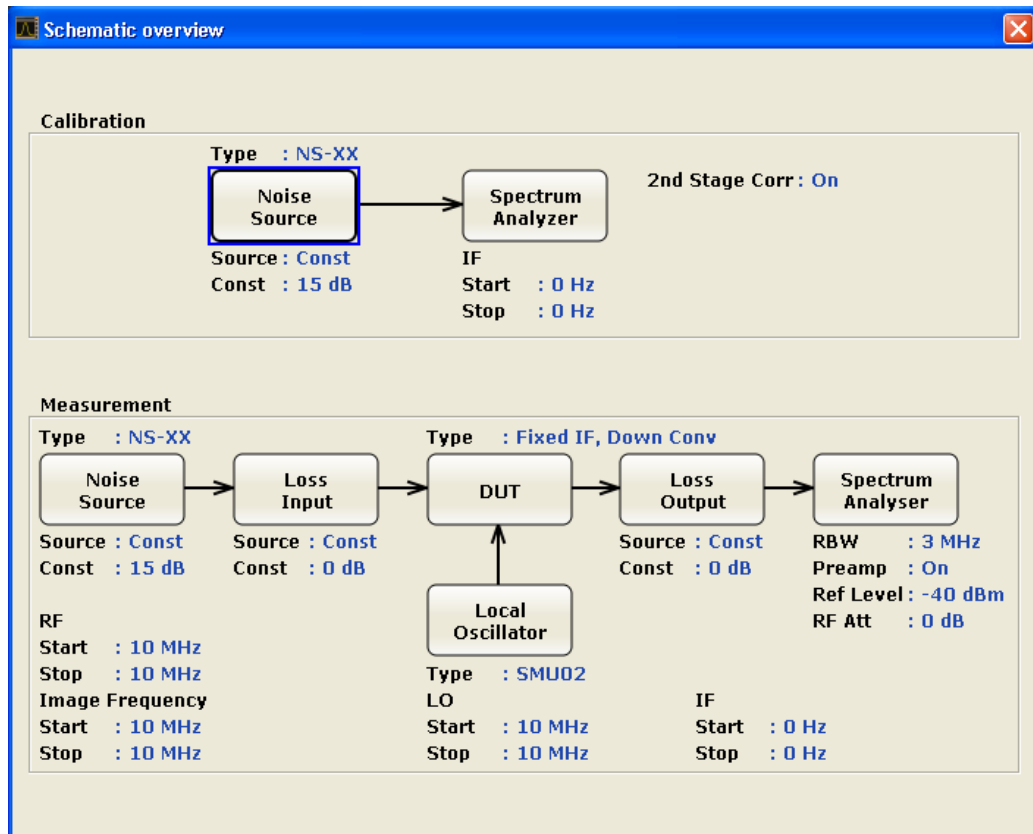 Schematic overview
Calibration
Type : NS-XX
Noise Source
Spectrum Analyzer
2nd Stage Corr: On
Source : Const
Const : 15 dB
IF
Start : 0 Hz
Stop : 0 Hz
Measurement
Type : NS-XX
Type : Fixed IF, Down Conv
Noise Source
Loss Input
DUT
Loss Output
Spectrum Analyser
Source : Const
Const : 15 dB
Source : Const
Const : 0 dB
Source : Const
Const : 0 dB
RBW : 3 MHz
Preamp : On
Ref Level : -40 dBm
RF Att : 0 dB
Local Oscillator
RF
Start : 10 MHz
Stop : 10 MHz
Image Frequency
Start : 10 MHz
Stop : 10 MHz
Type : SMU02
LO
Start : 10 MHz
Stop : 10 MHz
IF
Start : 0 Hz
Stop : 0 Hz